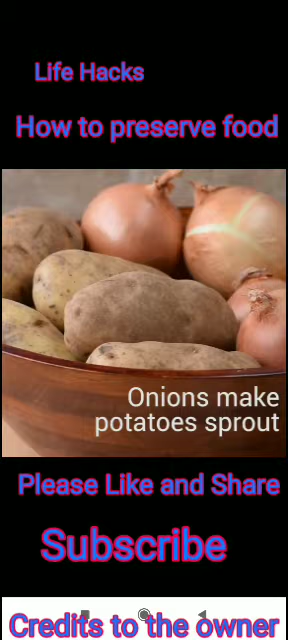 Life Hacks
How to preserve food
Onions make
potatoes sprout
Please Like and Share
Subscribe
Credits to the owner